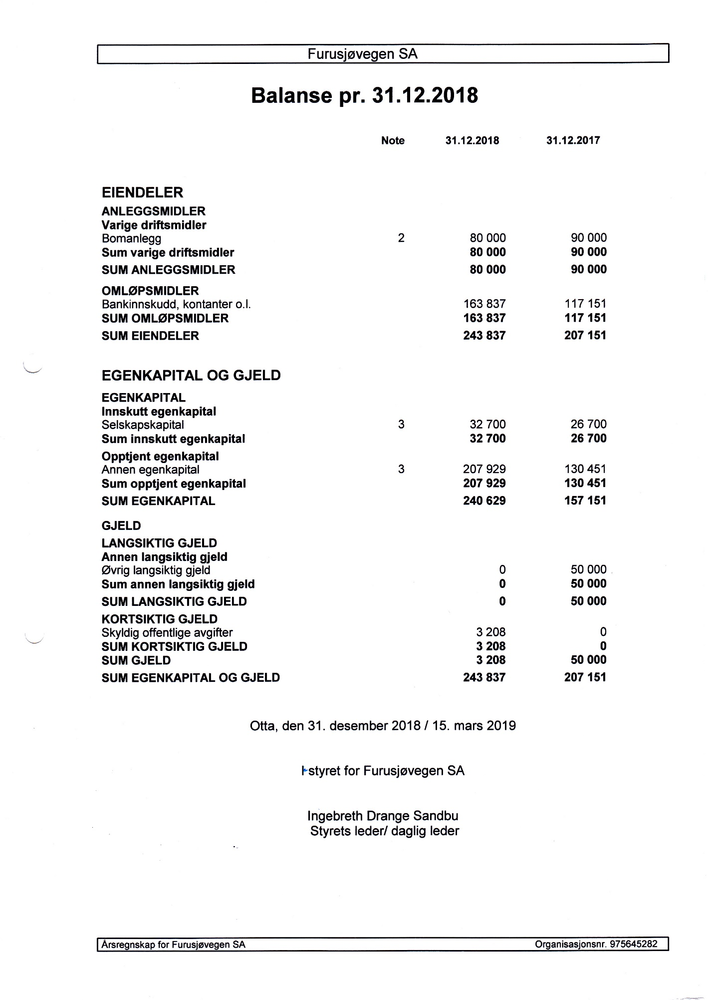 Furusjøvegen SA
Balanse pr. 31.12.2018
Note 31.12.2018 31.12.2017
EIENDELER
ANLEGGSMIDLER
Varige driftsmidler
Bomanlegg 2 80 000 90 000
Sum varige driftsmidler 80 000 90 000
SUM ANLEGGSMIDLER 80 000 90 000
OMLØPSMIDLER
Bankinnskudd, kontanter o.l. 163 837 117 151
SUM OMLØPSMIDLER 163 837 117 151
SUM EIENDELER 243 837 207 151
EGENKAPITAL OG GJELD
EGENKAPITAL
Innskutt egenkapital
Selskapskapital 3 32 700 26 700
Sum innskutt egenkapital 32 700 26 700
Opptjent egenkapital
Annen egenkapital 3 207 929 130 451
Sum opptjent egenkapital 207 929 130 451
SUM EGENKAPITAL 240 629 157 151
GJELD
LANGSIKTIG GJELD
Annen langsiktig gjeld
Øvrig langsiktig gjeld 0 50 000
Sum annen langsiktig gjeld 0 50 000
SUM LANGSIKTIG GJELD 0 50 000
KORTSIKTIG GJELD
Skyldig offentlige avgifter 3 208 0
SUM KORTSIKTIG GJELD 3 208 0
SUM GJELD 3 208 50 000
SUM EGENKAPITAL OG GJELD 243 837 207 151
Otta, den 31. desember 2018 / 15. mars 2019
I styret for Furusjøvegen SA
Ingebreth Drange Sandbu
Styrets leder/ daglig leder
Årsregnskap for Furusjøvegen SA Organisasjonsnr. 975645282